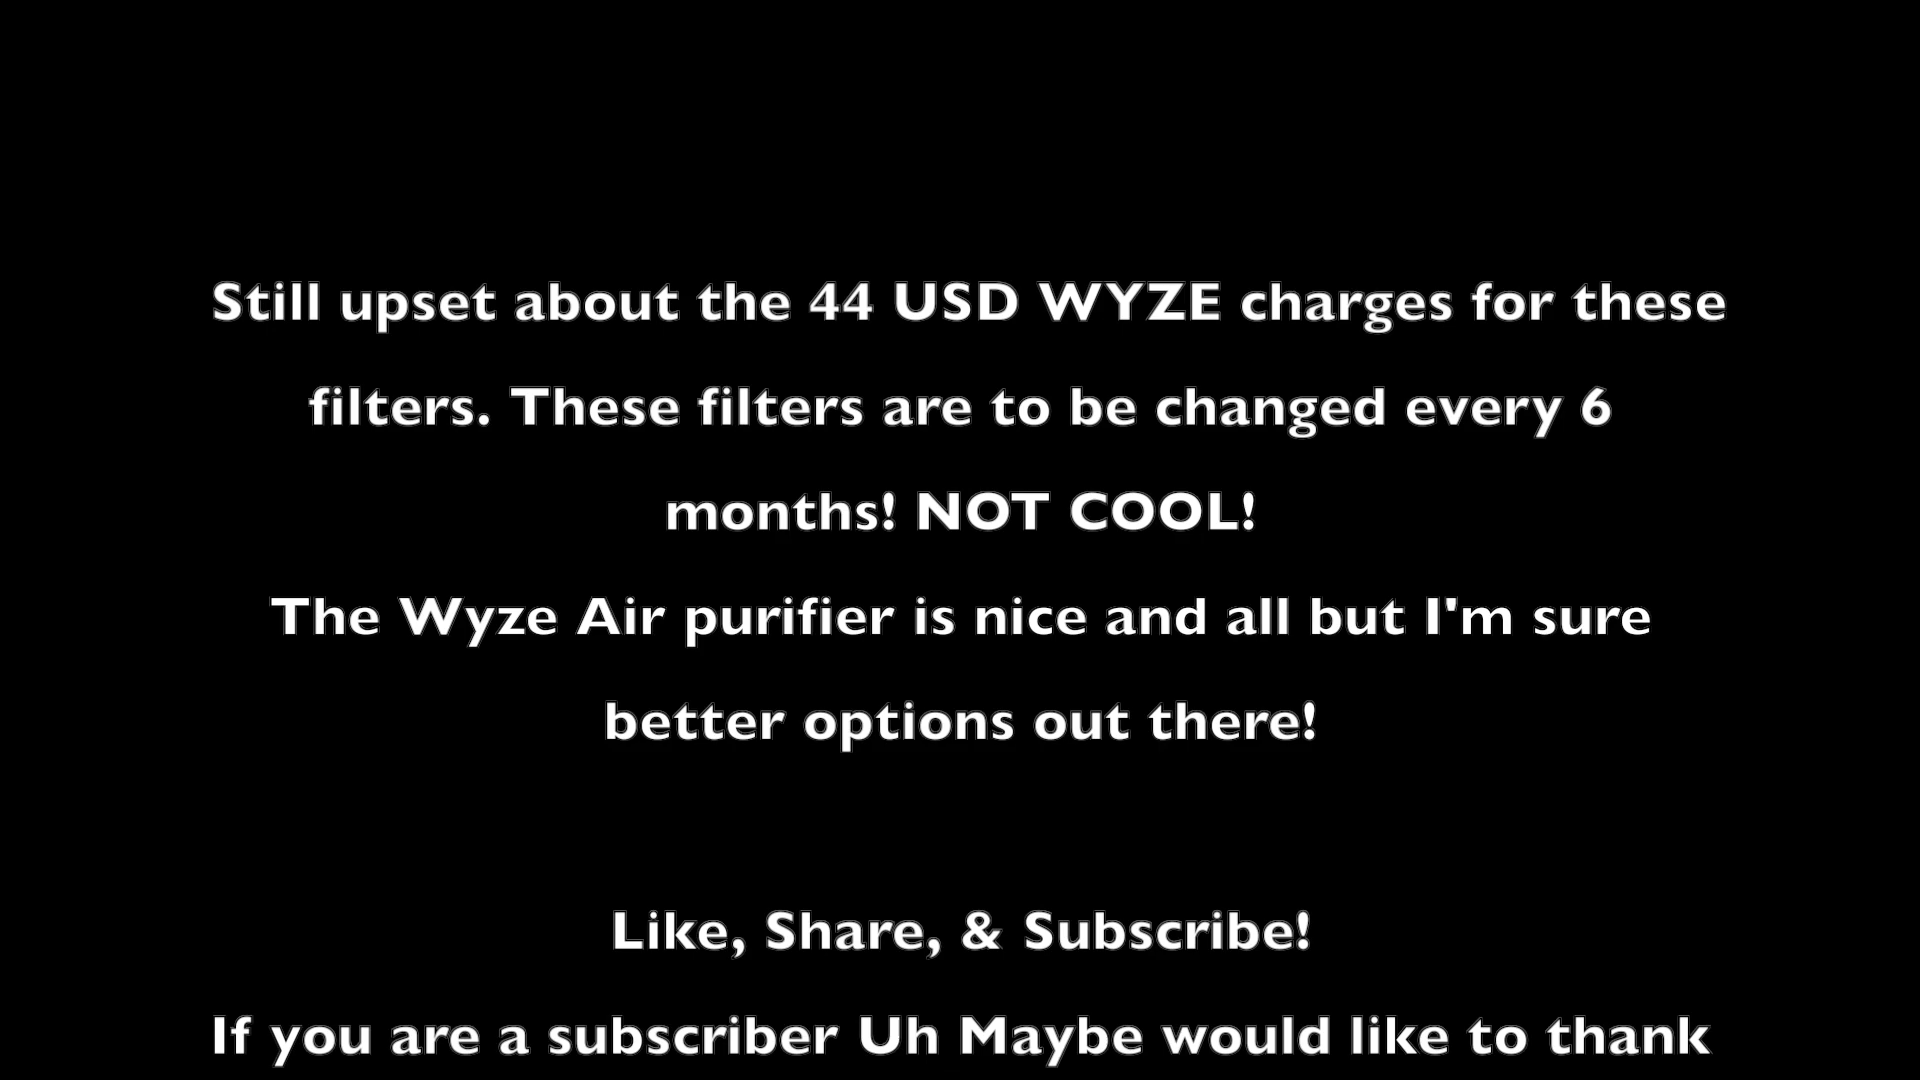 Still upset about the 44 USD WYZE charges for these
filters. These filters are to be changed every 6
months! NOT COOL!
The Wyze Air purifier is nice and all but I'm sure
better options out there!
Like, Share, & Subscribe!
If you are a subscriber Uh Maybe would like to thank